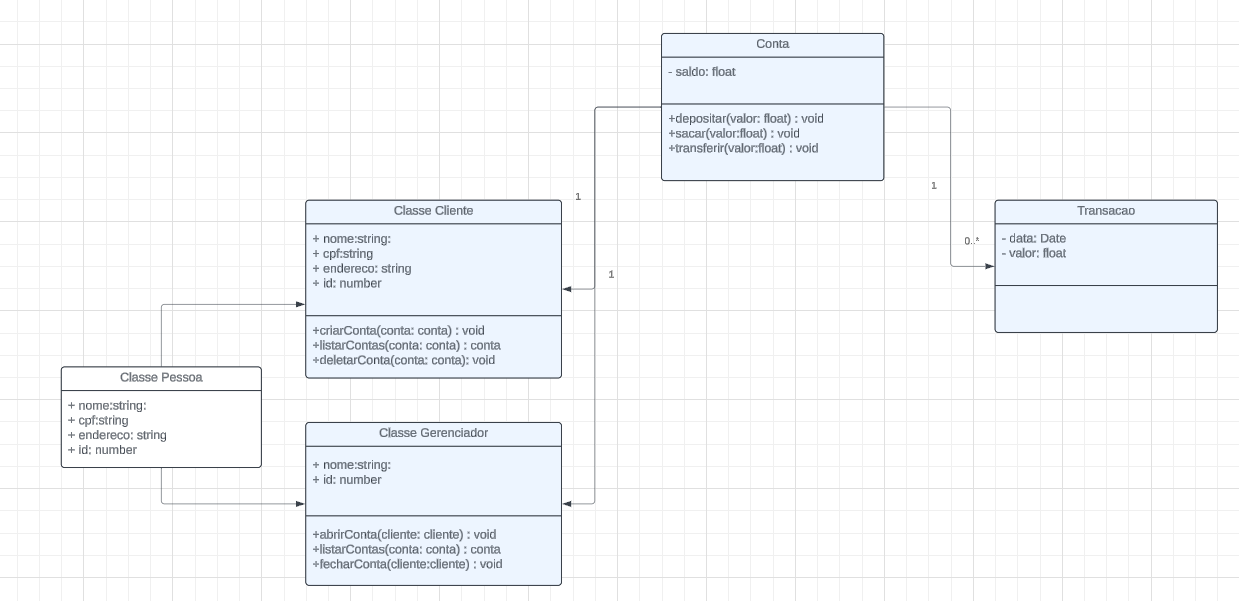 Conta
- saldo: float
+depositar(valor: float) : void
+sacar(valor:float) : void
+transferir(valor:float) : void
1
1
Classe Cliente
+ nome:string:
+ cpf:string
+ endereco: string
+ id: number
+criarConta(conta: conta) : void
+listarContas(conta: conta) : conta
+deletarConta(conta: conta): void
1
0..*
Transacao
- data: Date
- valor: float
Classe Pessoa
+ nome:string:
+ cpf:string
+ endereco: string
+ id: number
Classe Gerenciador
+ nome:string:
+ id: number
+abrirConta(cliente: cliente) : void
+listarContas(conta: conta) : conta
+fecharConta(cliente:cliente) : void